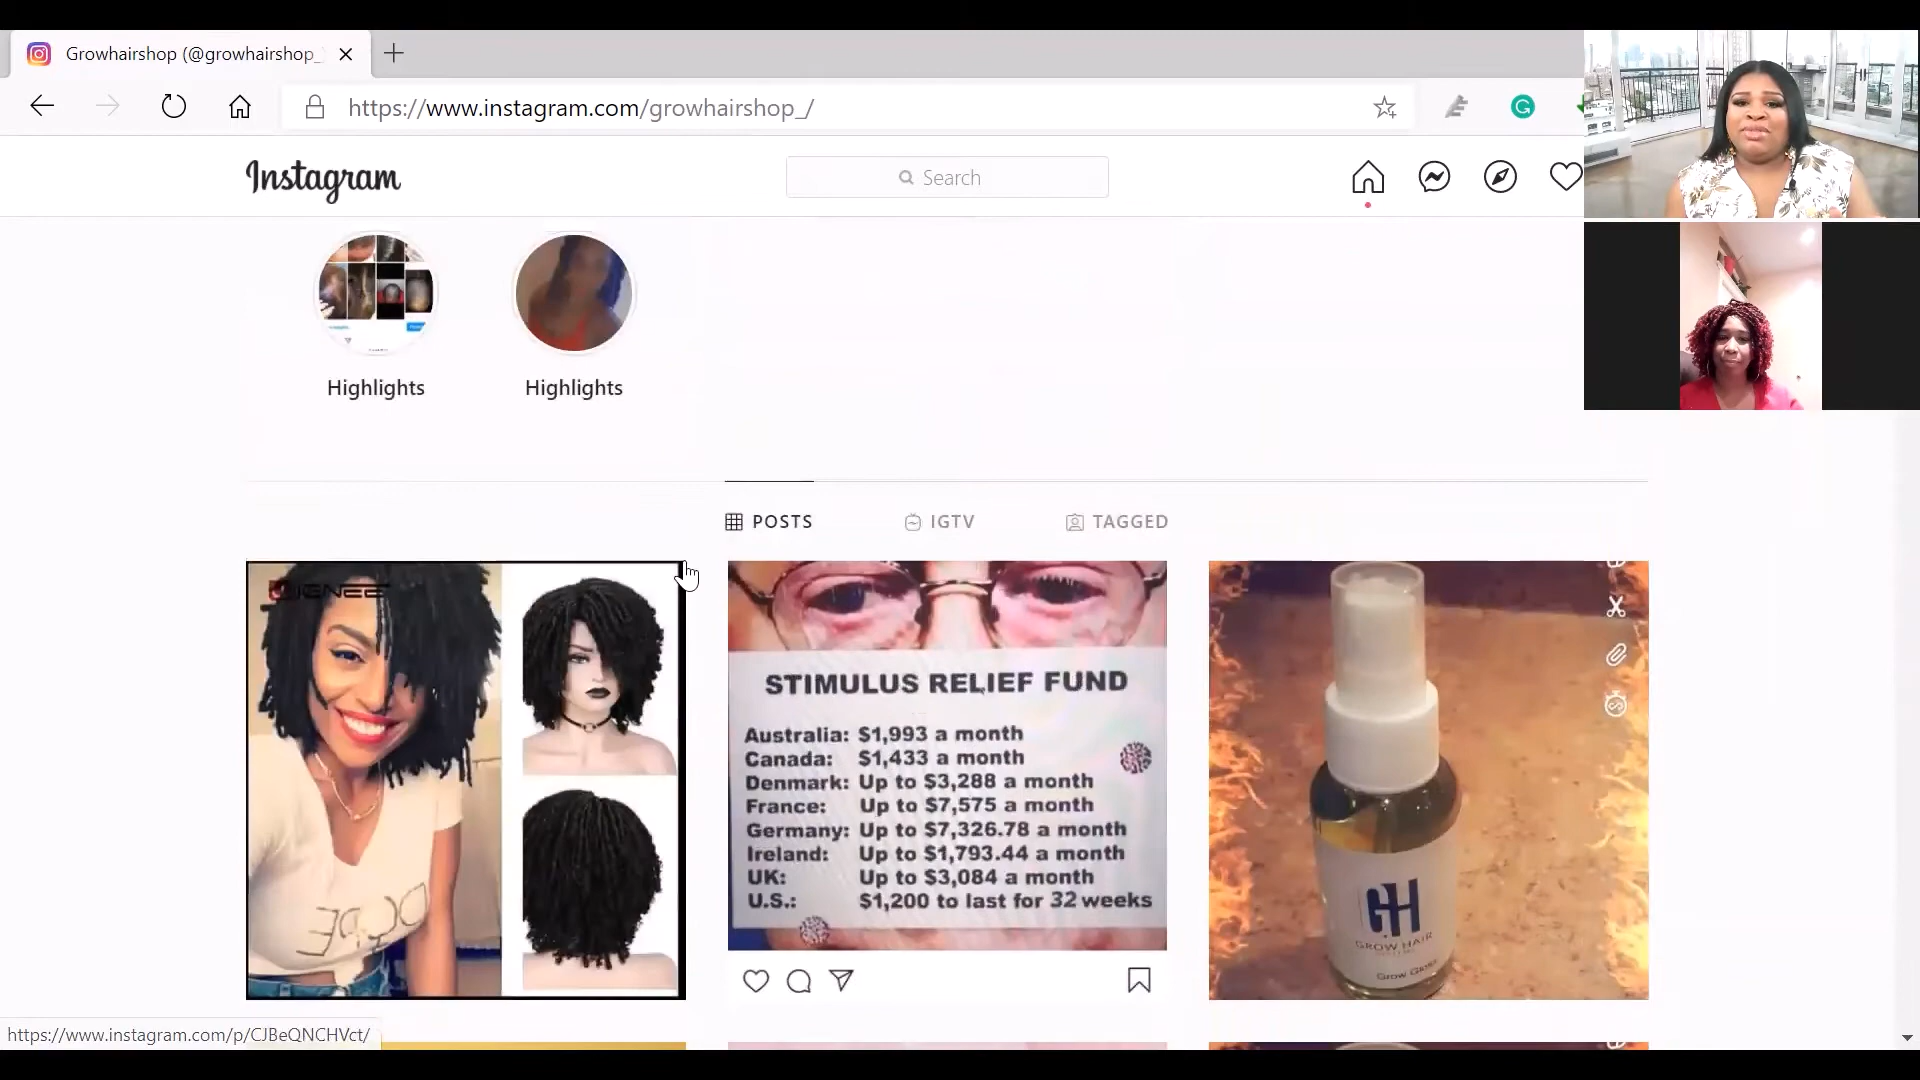 Growhairshop (@growhairshop_
https://www.instagram.com/growhairshop_/
Instagram
Search
Highlights
Highlights
POSTS
IGTV
TAGGED
STIMULUS RELIEF FUND
Australia: $1,993 a month
Canada: $1,433 a month
Denmark: Up to $3,288 a month
France: Up to $7,575 a month
Germany: Up to $7,326.78 a month
Ireland: Up to $1,793.44 a month
UK: Up to $3,084 a month
U.S.: $1,200 to last for 32 weeks
GH
GROW HAIR
https://www.instagram.com/p/CJBeQNCHVct/